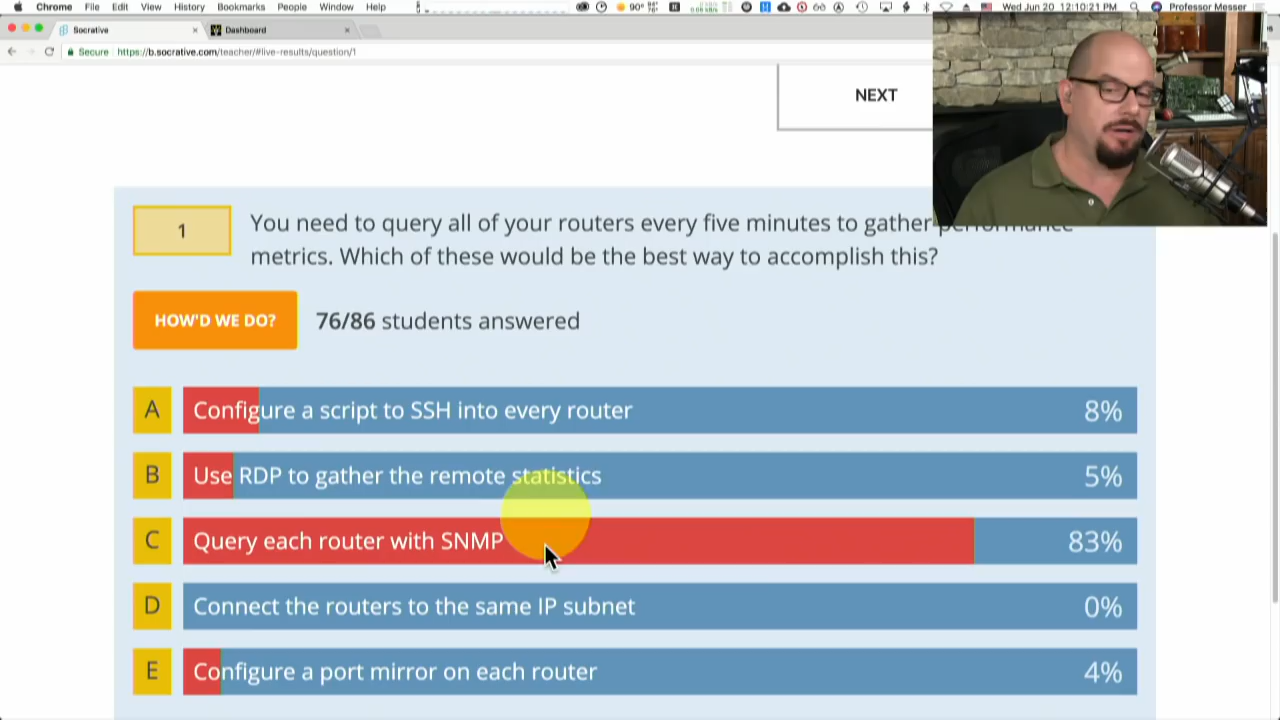 Chrome File Edit View History Bookmarks People Window Help 90° Wed Jun 20 12:10:21 PM Professor Messer
Socrative × Dashboard ×
Secure https://b.socrative.com/teacher/#live-results/question/1
NEXT
1
You need to query all of your routers every five minutes to gather performance
metrics. Which of these would be the best way to accomplish this?
HOW'D WE DO? 76/86 students answered
A Configure a script to SSH into every router 8%
B Use RDP to gather the remote statistics 5%
C Query each router with SNMP 83%
D Connect the routers to the same IP subnet 0%
E Configure a port mirror on each router 4%